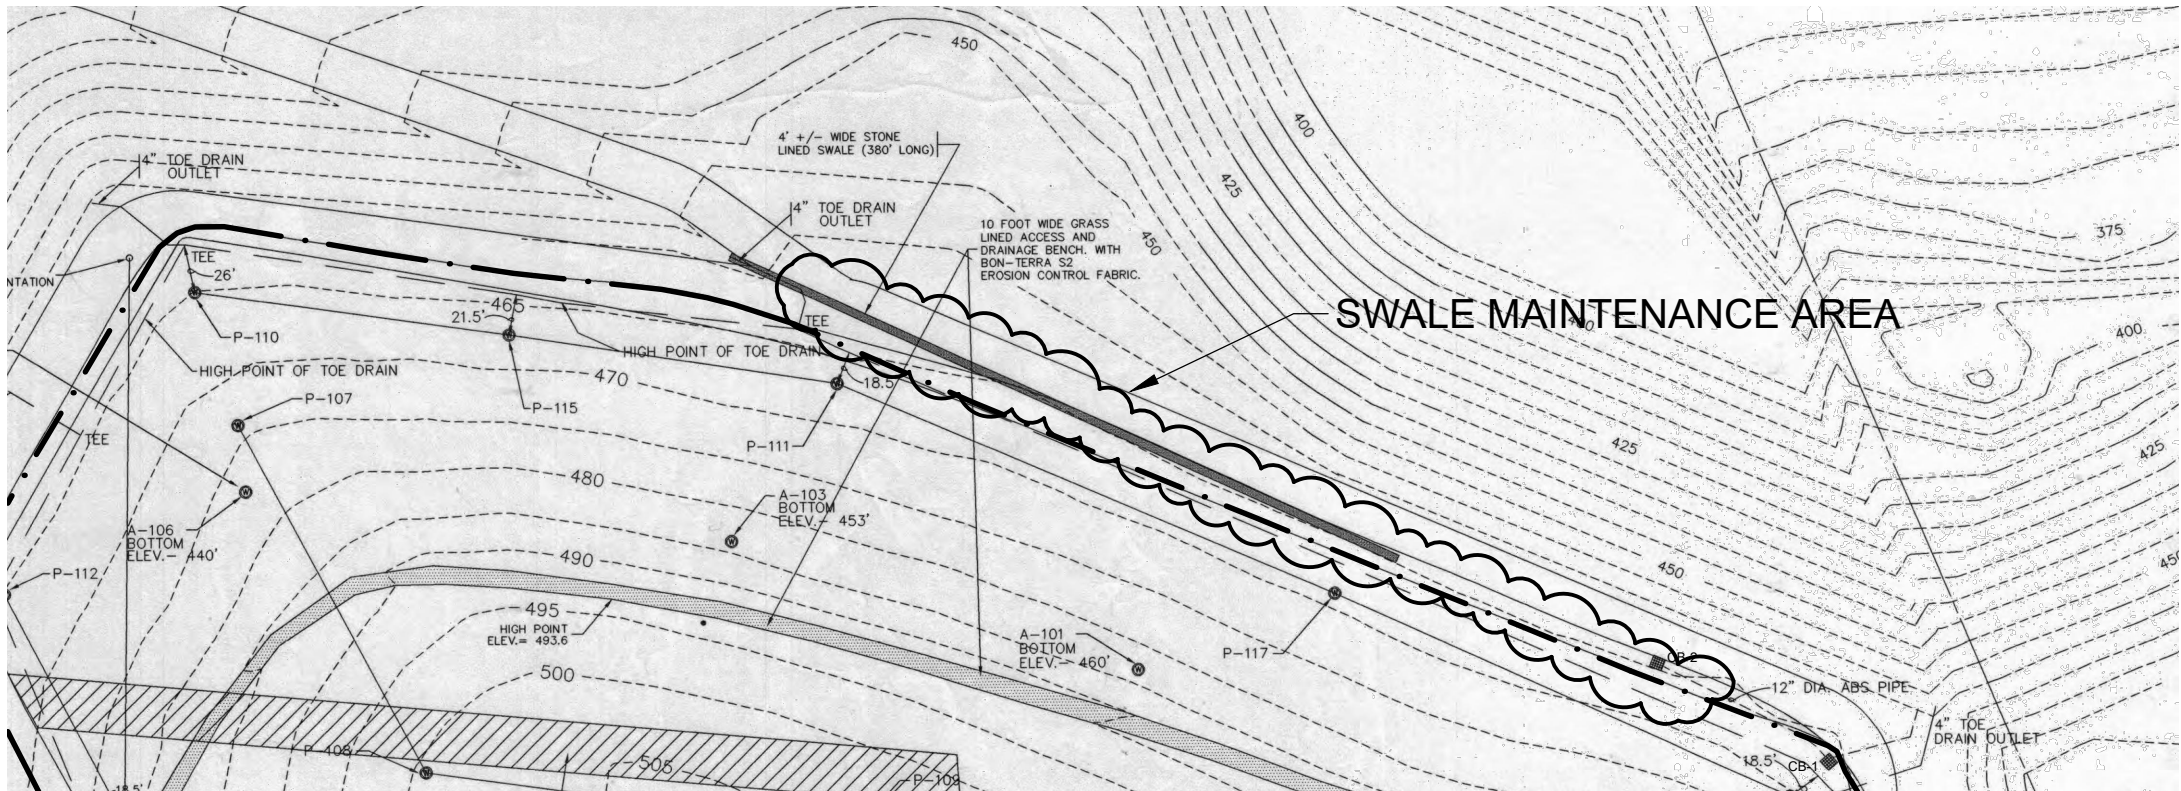 450
400
4' +/- WIDE STONE
LINED SWALE (380' LONG)
4" TOE DRAIN
OUTLET
425
4" TOE DRAIN
OUTLET
10 FOOT WIDE GRASS
LINED ACCESS AND
DRAINAGE BENCH. WITH
BON-TERRA S2
EROSION CONTROL FABRIC.
450
375
TEE
26'
NTATION
465
21.5'
TEE
SWALE MAINTENANCE AREA
400
P-110
HIGH POINT OF TOE DRAIN
HIGH POINT OF TOE DRAIN
470
18.5'
P-107
P-115
TEE
P-111
425
425
480
A-103
BOTTOM
ELEV.- 453'
A-106
BOTTOM
ELEV.- 440'
490
P-112
450
450
495
HIGH POINT
ELEV.= 493.6
A-101
BOTTOM
ELEV.- 460'
P-117
CB-2
500
12" DIA. ABS PIPE
4" TOE
DRAIN OUTLET
P-108
505
P-109
18.5'
CB-1
18.5'